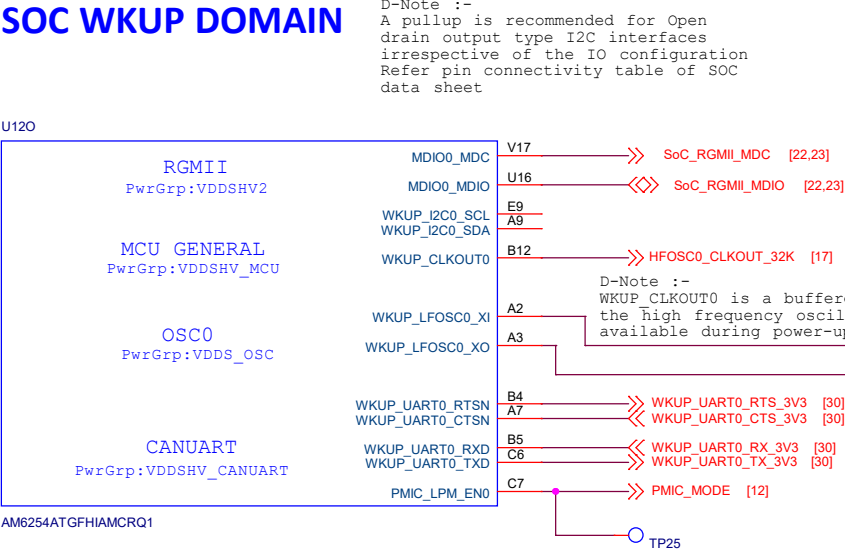 SOC WKUP DOMAIN
D-Note :-
A pullup is recommended for Open
drain output type I2C interfaces
irrespective of the IO configuration
Refer pin connectivity table of SOC
data sheet
U12O
RGMII
PwrGrp:VDDSHV2
MCU GENERAL
PwrGrp:VDDSHV_MCU
OSC0
PwrGrp:VDDS_OSC
CANUART
PwrGrp:VDDSHV_CANUART
MDIO0_MDC V17 SoC_RGMII_MDC [22,23]
MDIO0_MDIO U16 SoC_RGMII_MDIO [22,23]
WKUP_I2C0_SCL E9
WKUP_I2C0_SDA A9
WKUP_CLKOUT0 B12 HFOSC0_CLKOUT_32K [17]
D-Note :-
WKUP_CLKOUT0 is a buffere
the high frequency oscil
available during power-up
WKUP_LFOSC0_XI A2
WKUP_LFOSC0_XO A3
WKUP_UART0_RTSN B4 WKUP_UART0_RTS_3V3 [30]
WKUP_UART0_CTSN A7 WKUP_UART0_CTS_3V3 [30]
WKUP_UART0_RXD B5 WKUP_UART0_RX_3V3 [30]
WKUP_UART0_TXD C6 WKUP_UART0_TX_3V3 [30]
PMIC_LPM_EN0 C7 PMIC_MODE [12]
AM6254ATGFHIAMCRQ1
TP25